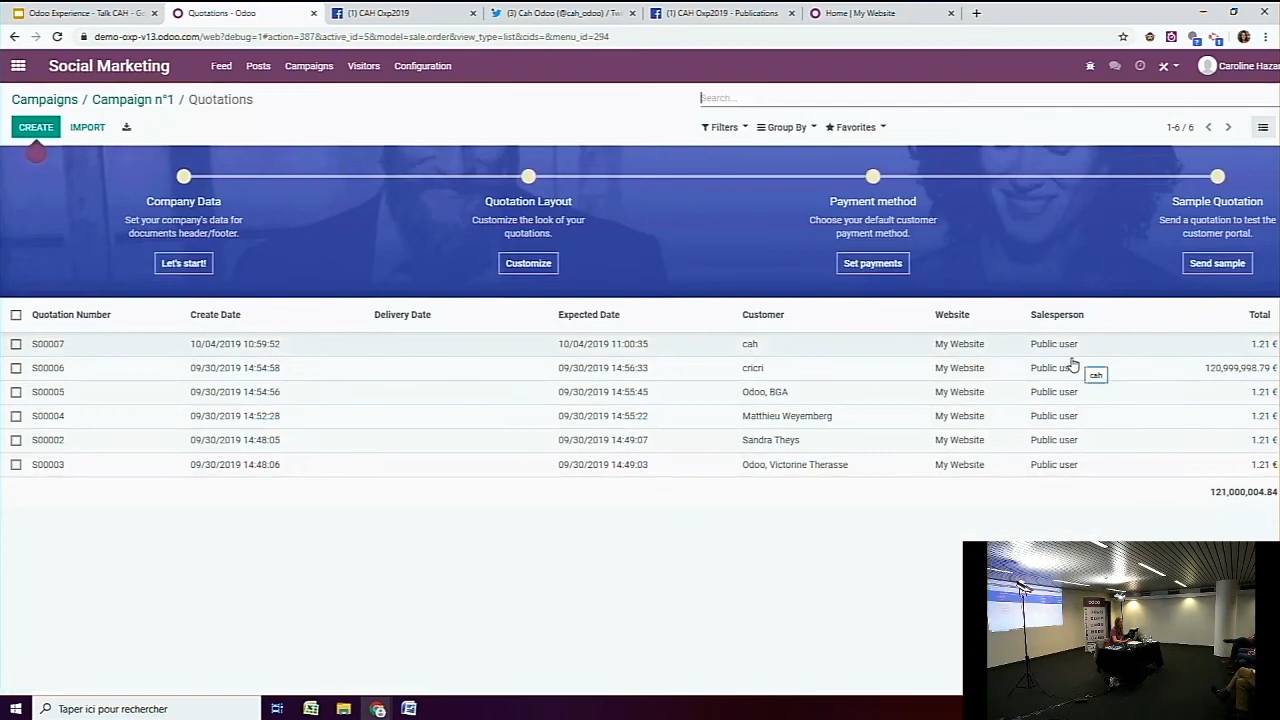 Odoo Experience - Talk CAH - Go
Quotations - Odoo
(1) CAH Oxp2019
(3) Cah Odoo (@cah_odoo) / Tw
(1) CAH Oxp2019 - Publications
Home | My Website
demo-oxp-v13.odoo.com/web?debug=1#action=387&active_id=5&model=sale.order&view_type=list&cids=&menu_id=294
Social Marketing
Feed
Posts
Campaigns
Visitors
Configuration
Caroline Hazar
Campaigns / Campaign n°1 / Quotations
Search...
CREATE
IMPORT
Filters
Group By
Favorites
1-6 / 6
Company Data
Quotation Layout
Payment method
Sample Quotation
Set your company's data for documents header/footer.
Customize the look of your quotations.
Choose your default customer payment method.
Send a quotation to test the customer portal.
Let's start!
Customize
Set payments
Send sample
Quotation Number Create Date Delivery Date Expected Date Customer Website Salesperson Total
S00007 10/04/2019 10:59:52 10/04/2019 11:00:35 cah My Website Public user 1.21 €
S00006 09/30/2019 14:54:58 09/30/2019 14:56:33 cricri My Website Public 120,999,998.79 €
cah
S00005 09/30/2019 14:54:56 09/30/2019 14:55:45 Odoo, BGA My Website Public user 1.21 €
S00004 09/30/2019 14:52:28 09/30/2019 14:55:22 Matthieu Weyemberg My Website Public user 1.21 €
S00002 09/30/2019 14:48:05 09/30/2019 14:49:07 Sandra Theys My Website Public user 1.21 €
S00003 09/30/2019 14:48:06 09/30/2019 14:49:03 Odoo, Victorine Therasse My Website Public user 1.21 €
121,000,004.84
Taper ici pour rechercher